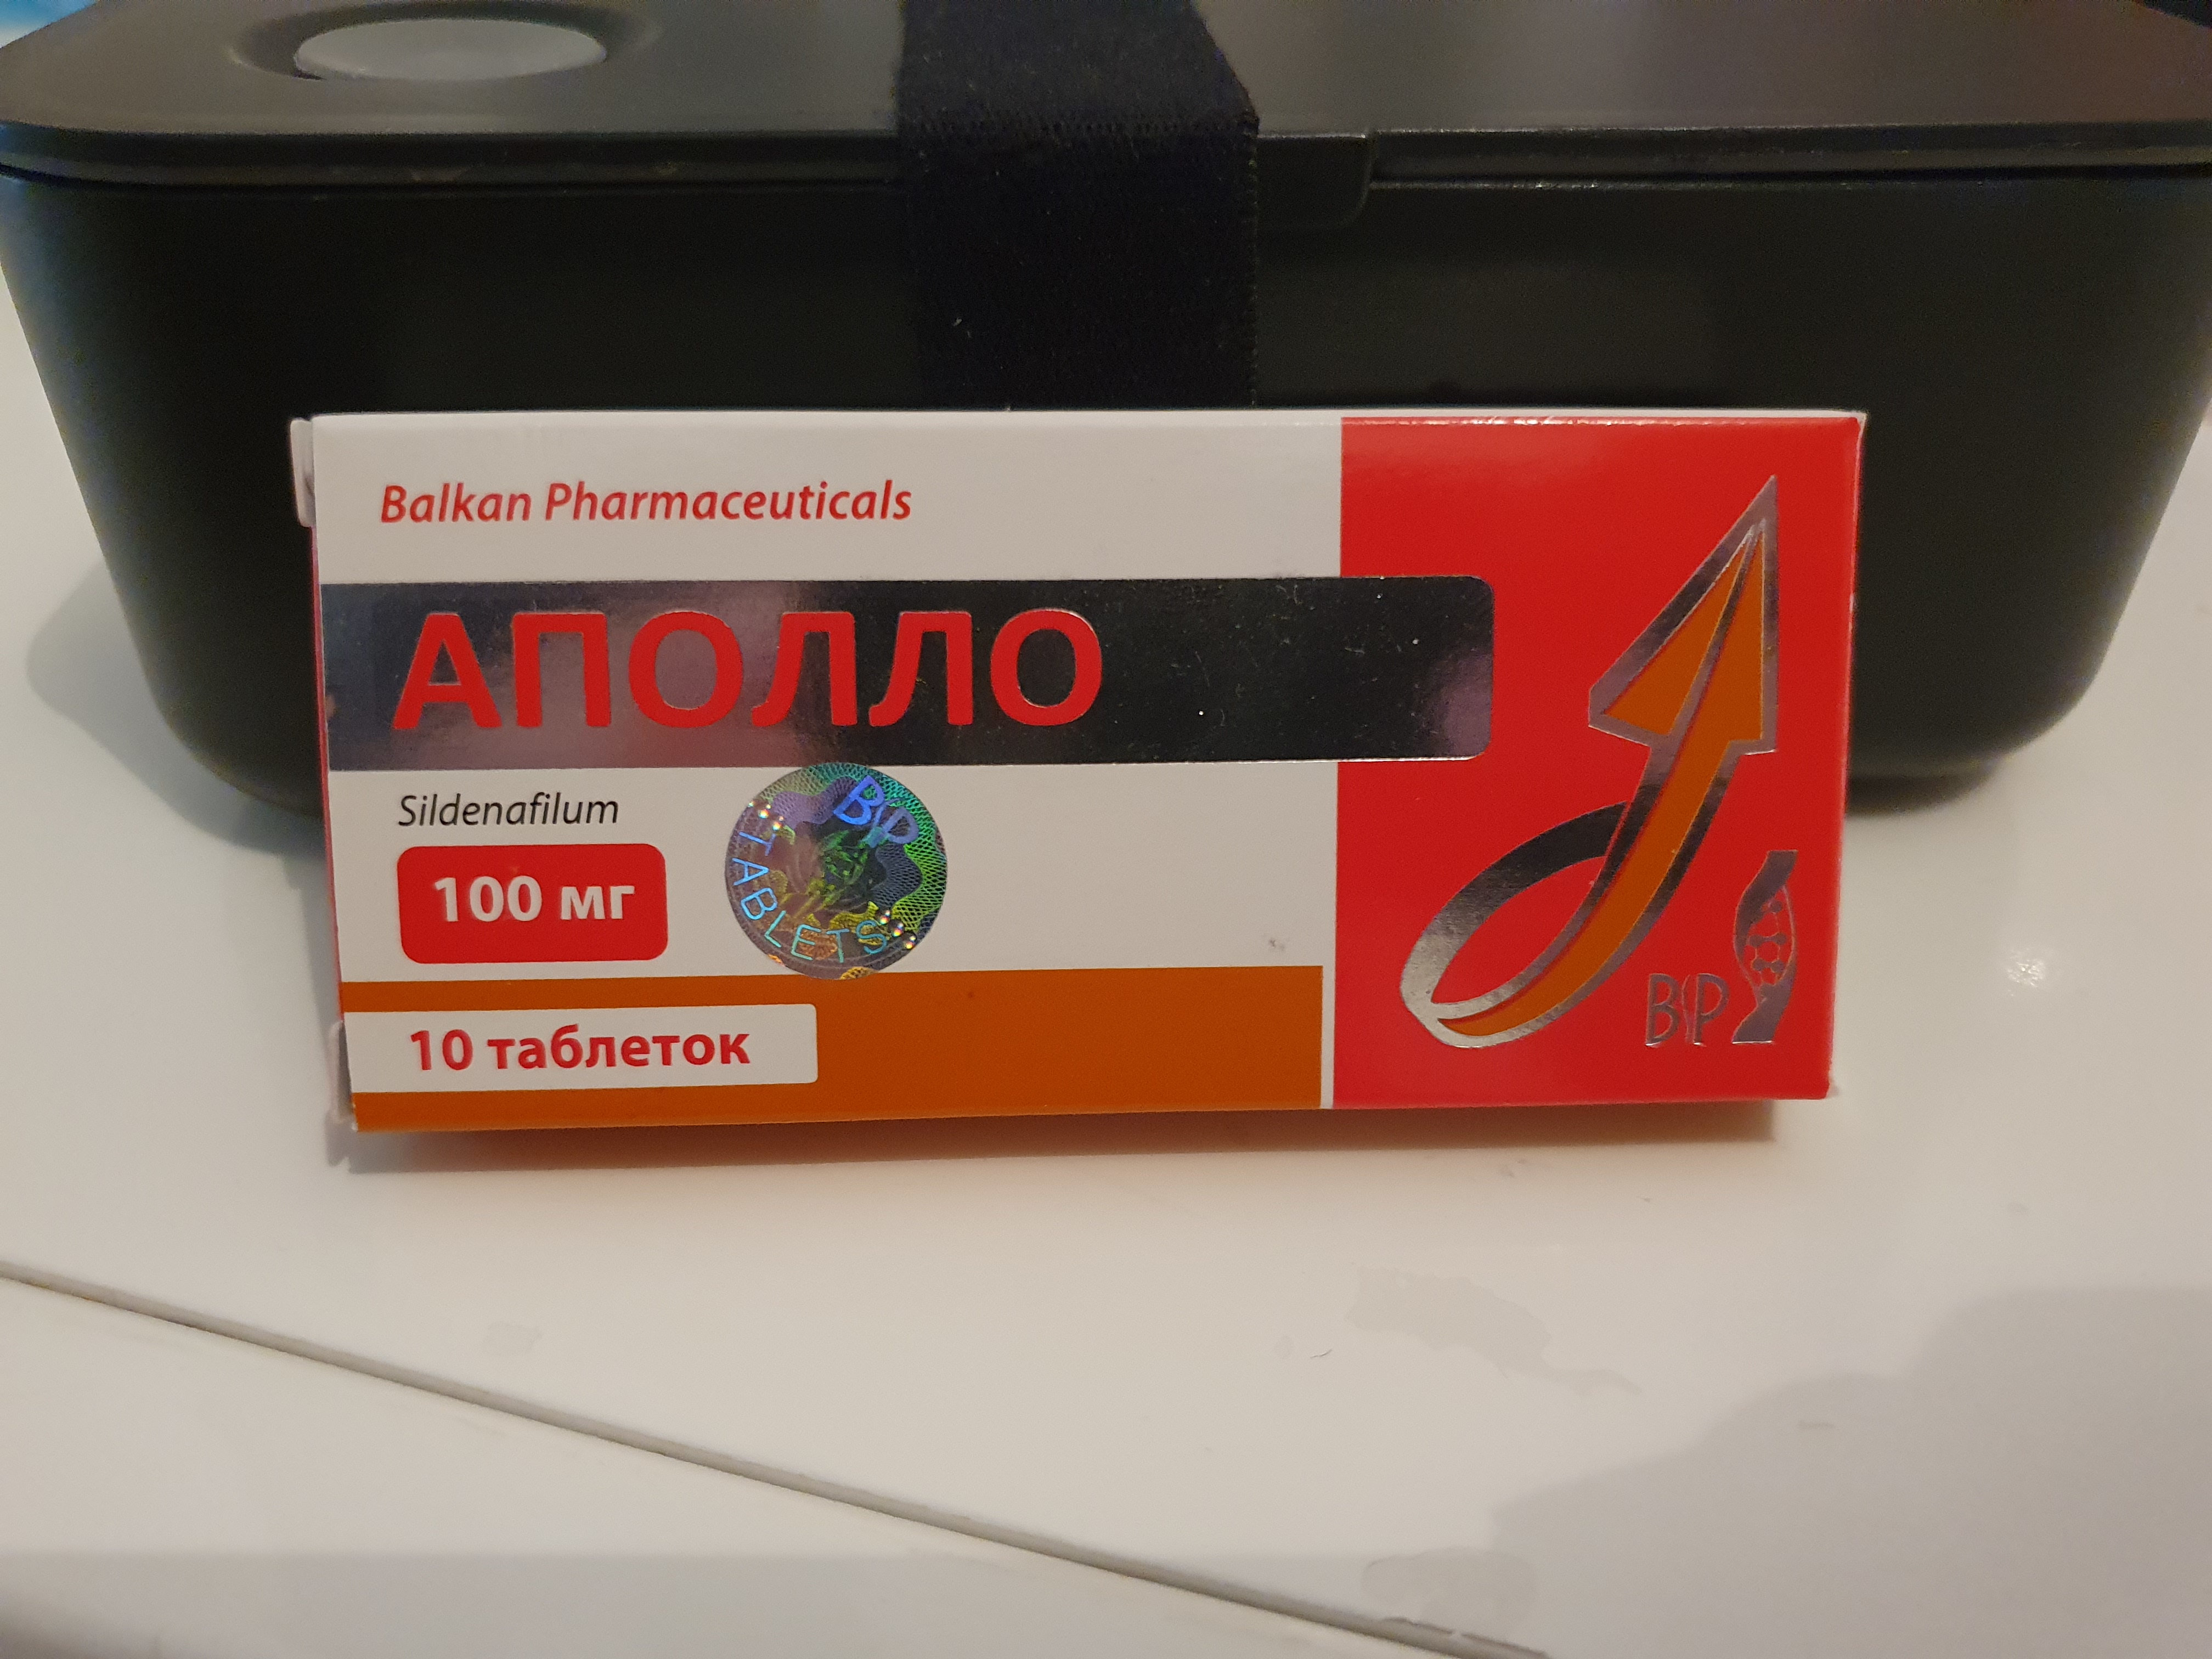 Balkan Pharmaceuticals
АПОЛЛО
Sildenafilum
100 мг
BP
TABLETS
10 таблеток
BP